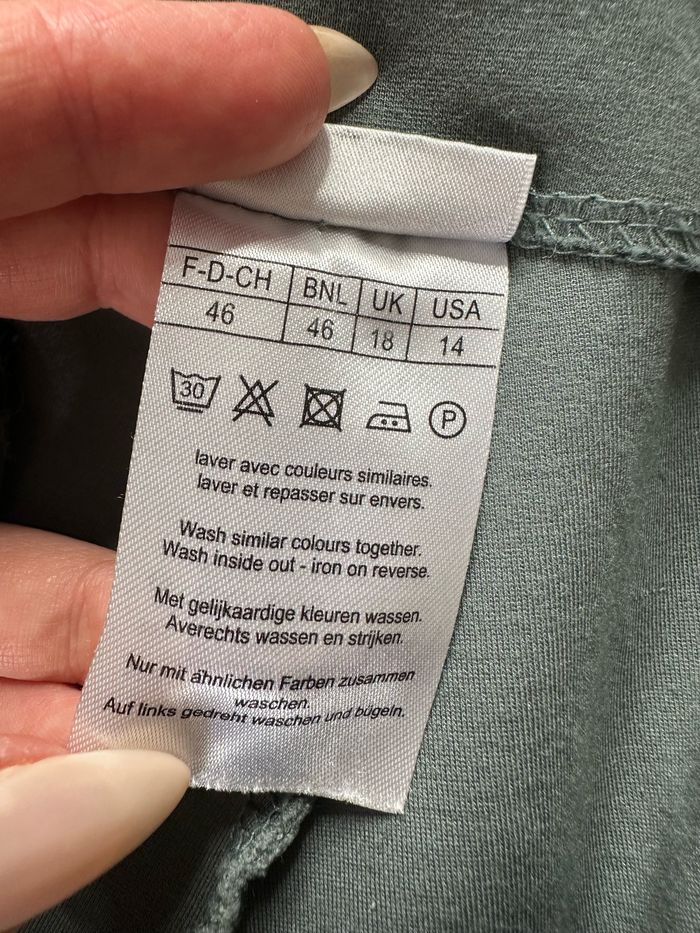 F-D-CH BNL UK USA
46 46 18 14
30 P
laver avec couleurs similaires.
laver et repasser sur envers.
Wash similar colours together.
Wash inside out - iron on reverse.
Met gelijkaardige kleuren wassen.
Averechts wassen en strijken.
Nur mit ähnlichen Farben zusammen
waschen.
Auf links gedreht waschen und bügeln.